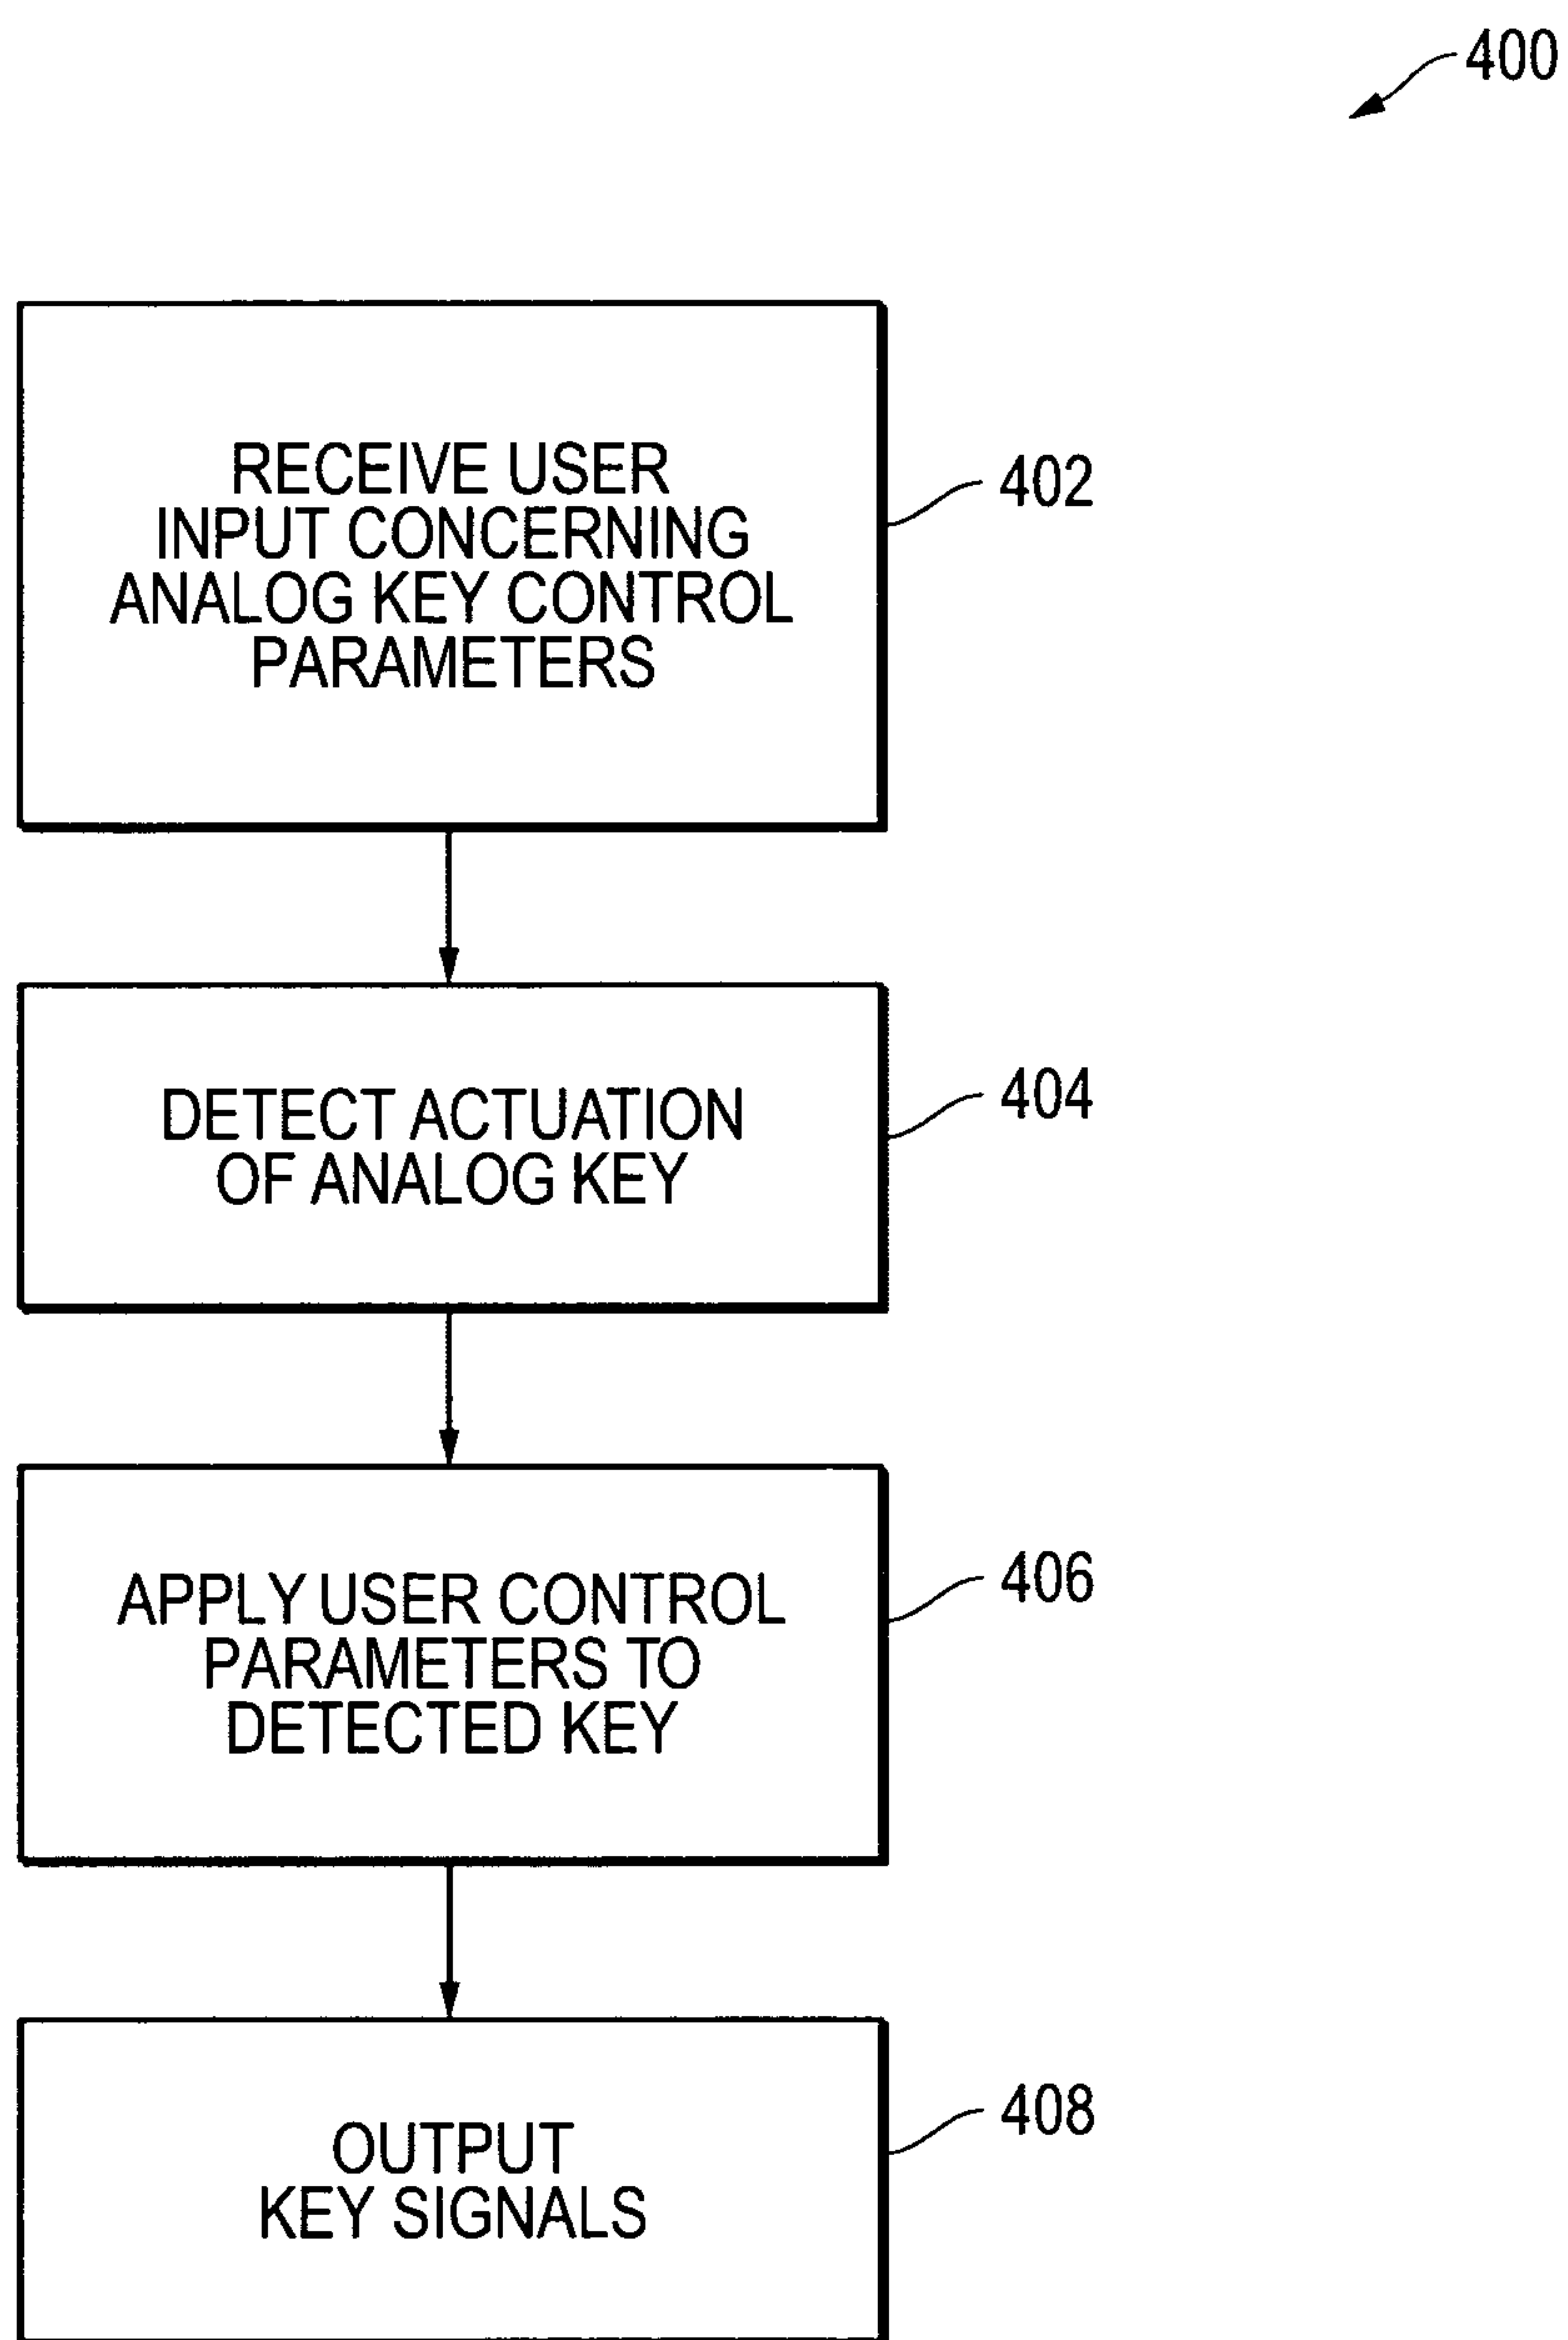 400
RECEIVE USER
INPUT CONCERNING
ANALOG KEY CONTROL
PARAMETERS
402
DETECT ACTUATION
OF ANALOG KEY
404
APPLY USER CONTROL
PARAMETERS TO
DETECTED KEY
406
OUTPUT
KEY SIGNALS
408